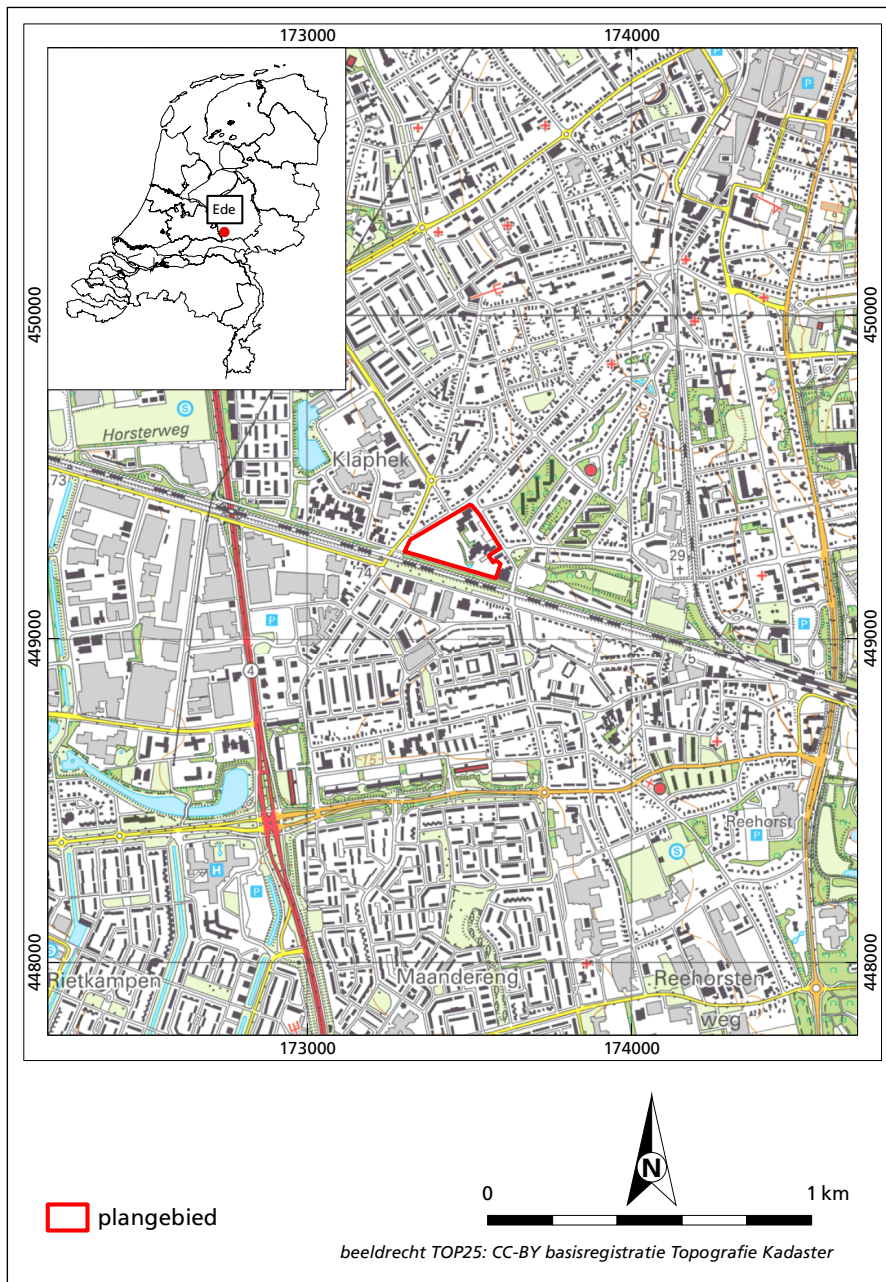 173000
174000
P
P
Ede
450000
450000
S
Horsterweg
Klaphek
73
74
29
P
P
449000
449000
4
75
15
Reehorst
P
S
H
P
S
448000
448000
Rietkampen
Maandereng
Reehorsten
weg
173000
174000
N
0
1 km
plangebied
beeldrecht TOP25: CC-BY basisregistratie Topografie Kadaster